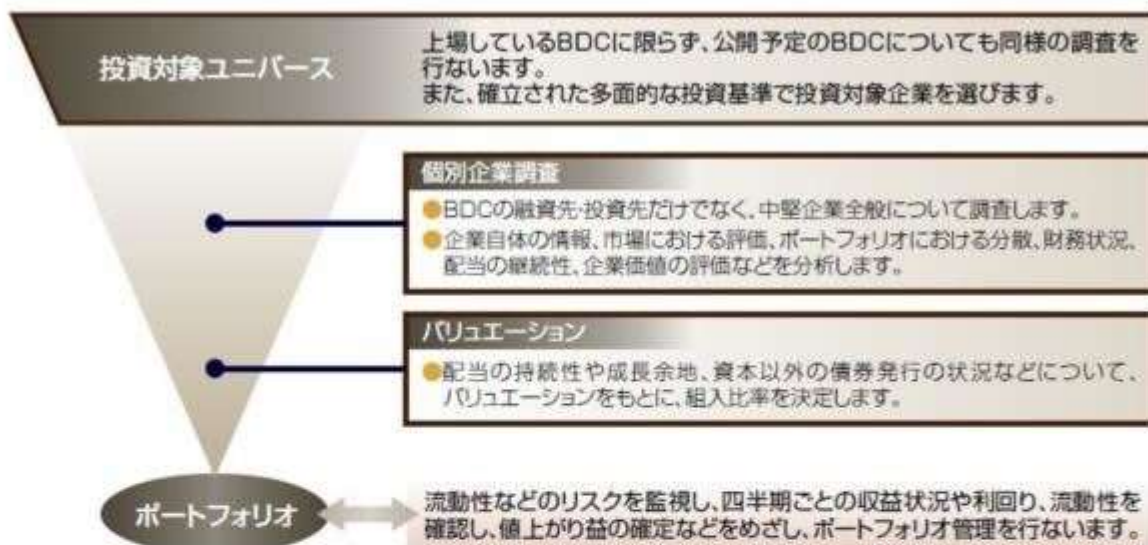 投資対象ユニバース
上場しているBDCに限らず、公開予定のBDCについても同様の調査を
行ないます。
また、確立された多面的な投資基準で投資対象企業を選びます。
個別企業調査
●BDCの融資先・投資先だけでなく、中堅企業全般について調査します。
●企業自体の情報、市場における評価、ポートフォリオにおける分散、財務状況、
配当の継続性、企業価値の評価などを分析します。
バリュエーション
●配当の持続性や成長余地、資本以外の債券発行の状況などについて、
バリュエーションをもとに、組入比率を決定します。
ポートフォリオ
流動性などのリスクを監視し、四半期ごとの収益状況や利回り、流動性を
確認し、値上がり益の確定などをめざし、ポートフォリオ管理を行ないます。